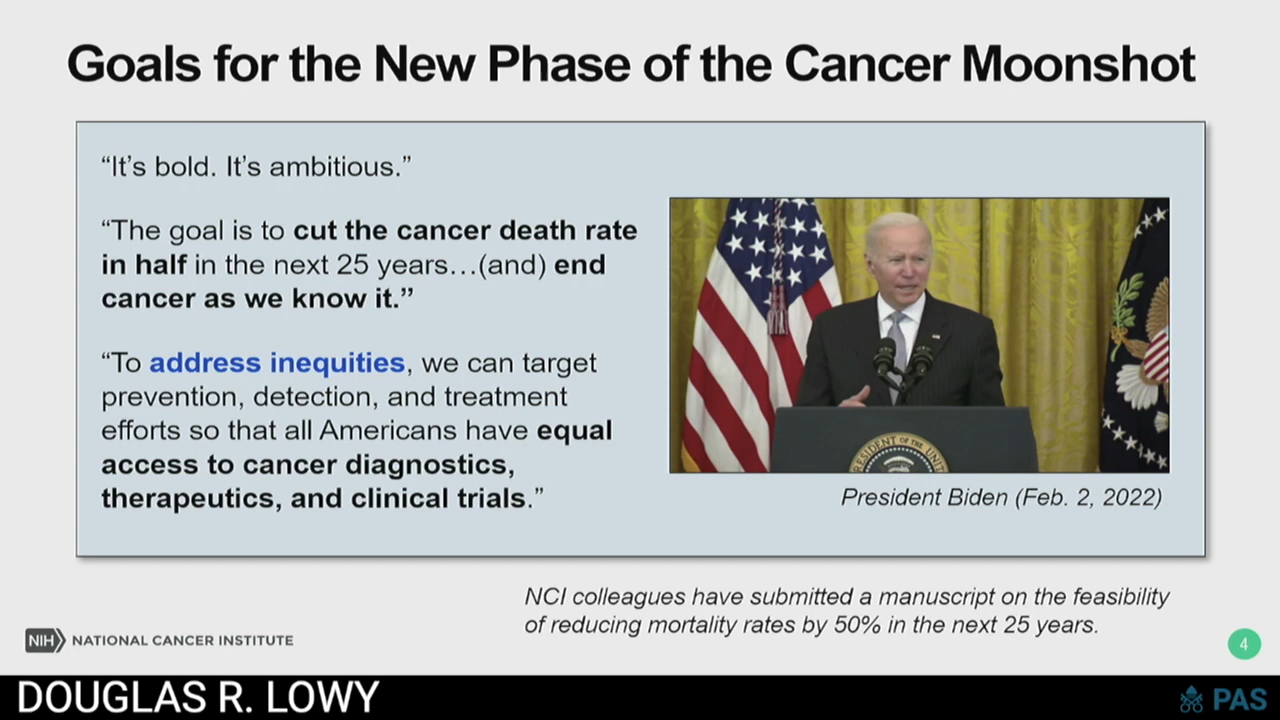 Goals for the New Phase of the Cancer Moonshot
“It’s bold. It’s ambitious.”
“The goal is to cut the cancer death rate
in half in the next 25 years…(and) end
cancer as we know it.”
“To address inequities, we can target
prevention, detection, and treatment
efforts so that all Americans have equal
access to cancer diagnostics,
therapeutics, and clinical trials.”
PRESIDENT OF THE UNIT
President Biden (Feb. 2, 2022)
NCI colleagues have submitted a manuscript on the feasibility
of reducing mortality rates by 50% in the next 25 years.
NIH NATIONAL CANCER INSTITUTE
4
DOUGLAS R. LOWY
PAS